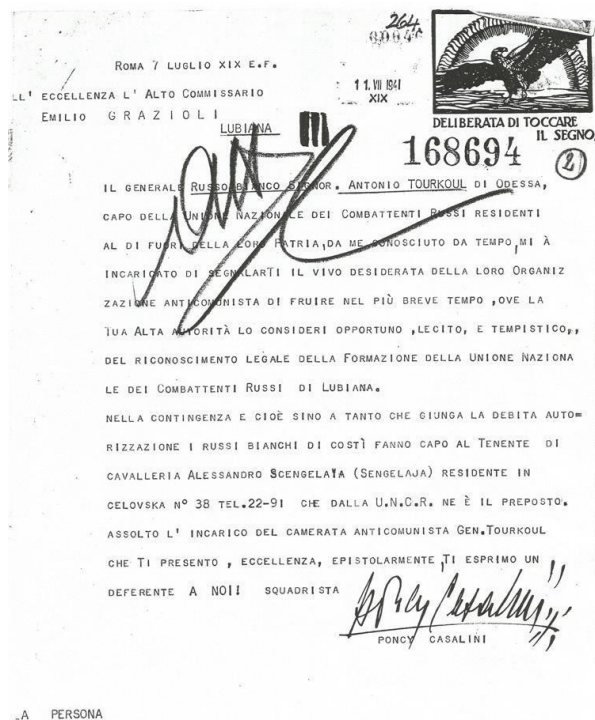 264
ROMA 7 LUGLIO XIX E.F.
11.VII 1941
XIX
LL' ECCELLENZA L' ALTO COMMISSARIO
EMILIO GRAZIOLI
LUBIANA
DELIBERATA DI TOCCARE
IL SEGNO
168694
2
IL GENERALE RUSSO BIANCO SIGNOR. ANTONIO TOURKOUL DI ODESSA,
CAPO DELLA UNIONE NAZIONALE DEI COMBATTENTI RUSSI RESIDENTI
AL DI FUORI DELLA LORO PATRIA,DA ME CONOSCIUTO DA TEMPO,MI À
INCARICATO DI SEGNALARTI IL VIVO DESIDERATA DELLA LORO ORGANIZ
ZAZIONE ANTICOMUNISTA DI FRUIRE NEL PIÙ BREVE TEMPO ,OVE LA
TUA ALTA AUTORITÀ LO CONSIDERI OPPORTUNO ,LECITO, E TEMPISTICO,,
DEL RICONOSCIMENTO LEGALE DELLA FORMAZIONE DELLA UNIONE NAZIONA
LE DEI COMBATTENTI RUSSI DI LUBIANA.
NELLA CONTINGENZA E CIOÈ SINO A TANTO CHE GIUNGA LA DEBITA AUTO=
RIZZAZIONE I RUSSI BIANCHI DI COSTÌ FANNO CAPO AL TENENTE DI
CAVALLERIA ALESSANDRO SCENGELAÏA (SENGELAJA) RESIDENTE IN
CELOVSKA N° 38 TEL.22-91 CHE DALLA U.N.C.R. NE È IL PREPOSTO.
ASSOLTO L' INCARICO DEL CAMERATA ANTICOMUNISTA GEN.TOURKOUL
CHE TI PRESENTO , ECCELLENZA, EPISTOLARMENTE,TI ESPRIMO UN
DEFERENTE A NOI! SQUADRISTA
Poncy Casalini
PONCY CASALINI
LA PERSONA